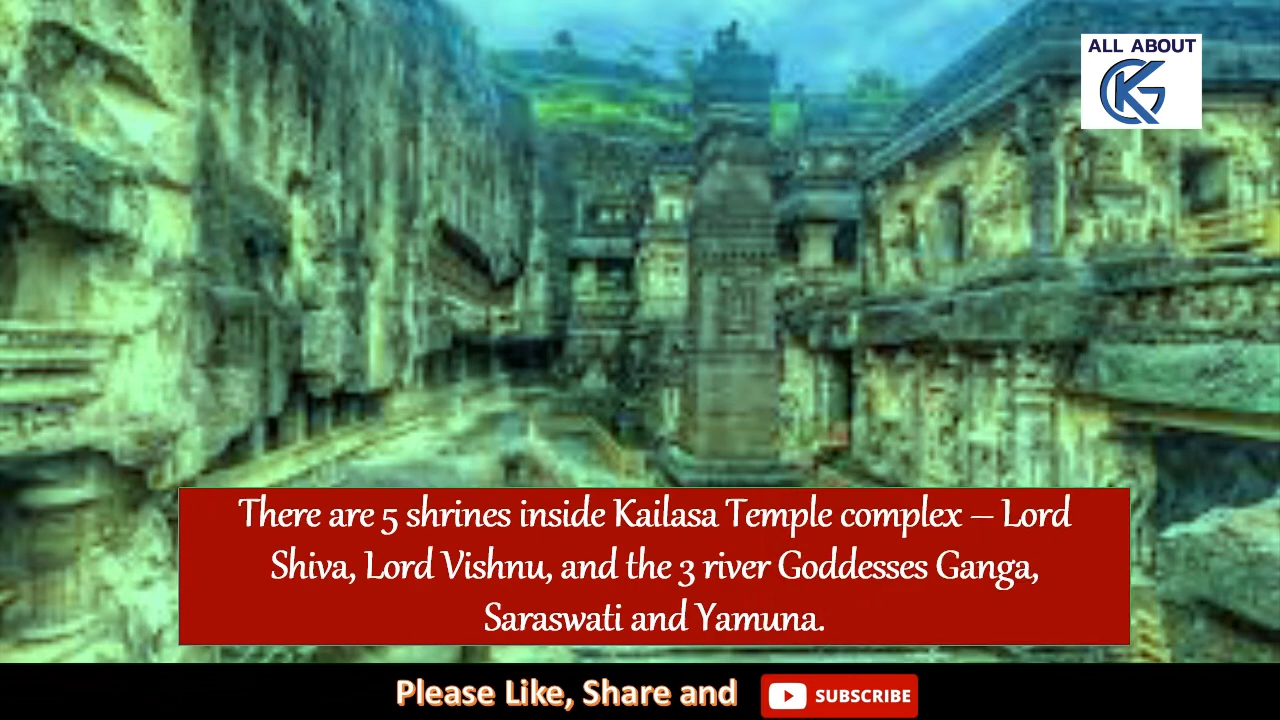 ALL ABOUT
GK
There are 5 shrines inside Kailasa Temple complex – Lord
Shiva, Lord Vishnu, and the 3 river Goddesses Ganga,
Saraswati and Yamuna.
Please Like, Share and SUBSCRIBE